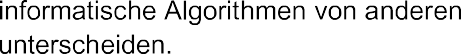 informatische Algorithmen von anderen
unterscheiden.